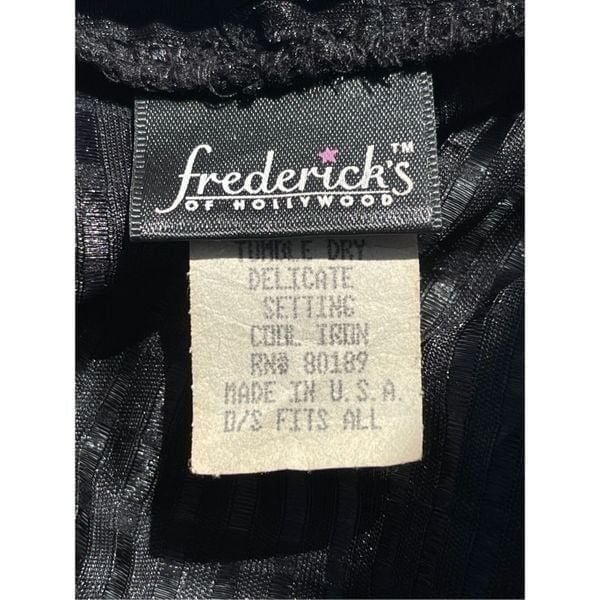 frederick's™
OF HOLLYWOOD
TUMBLE DRY
DELICATE
SETTING
COOL IRON
RN# 80189
MADE IN U.S.A.
O/S FITS ALL